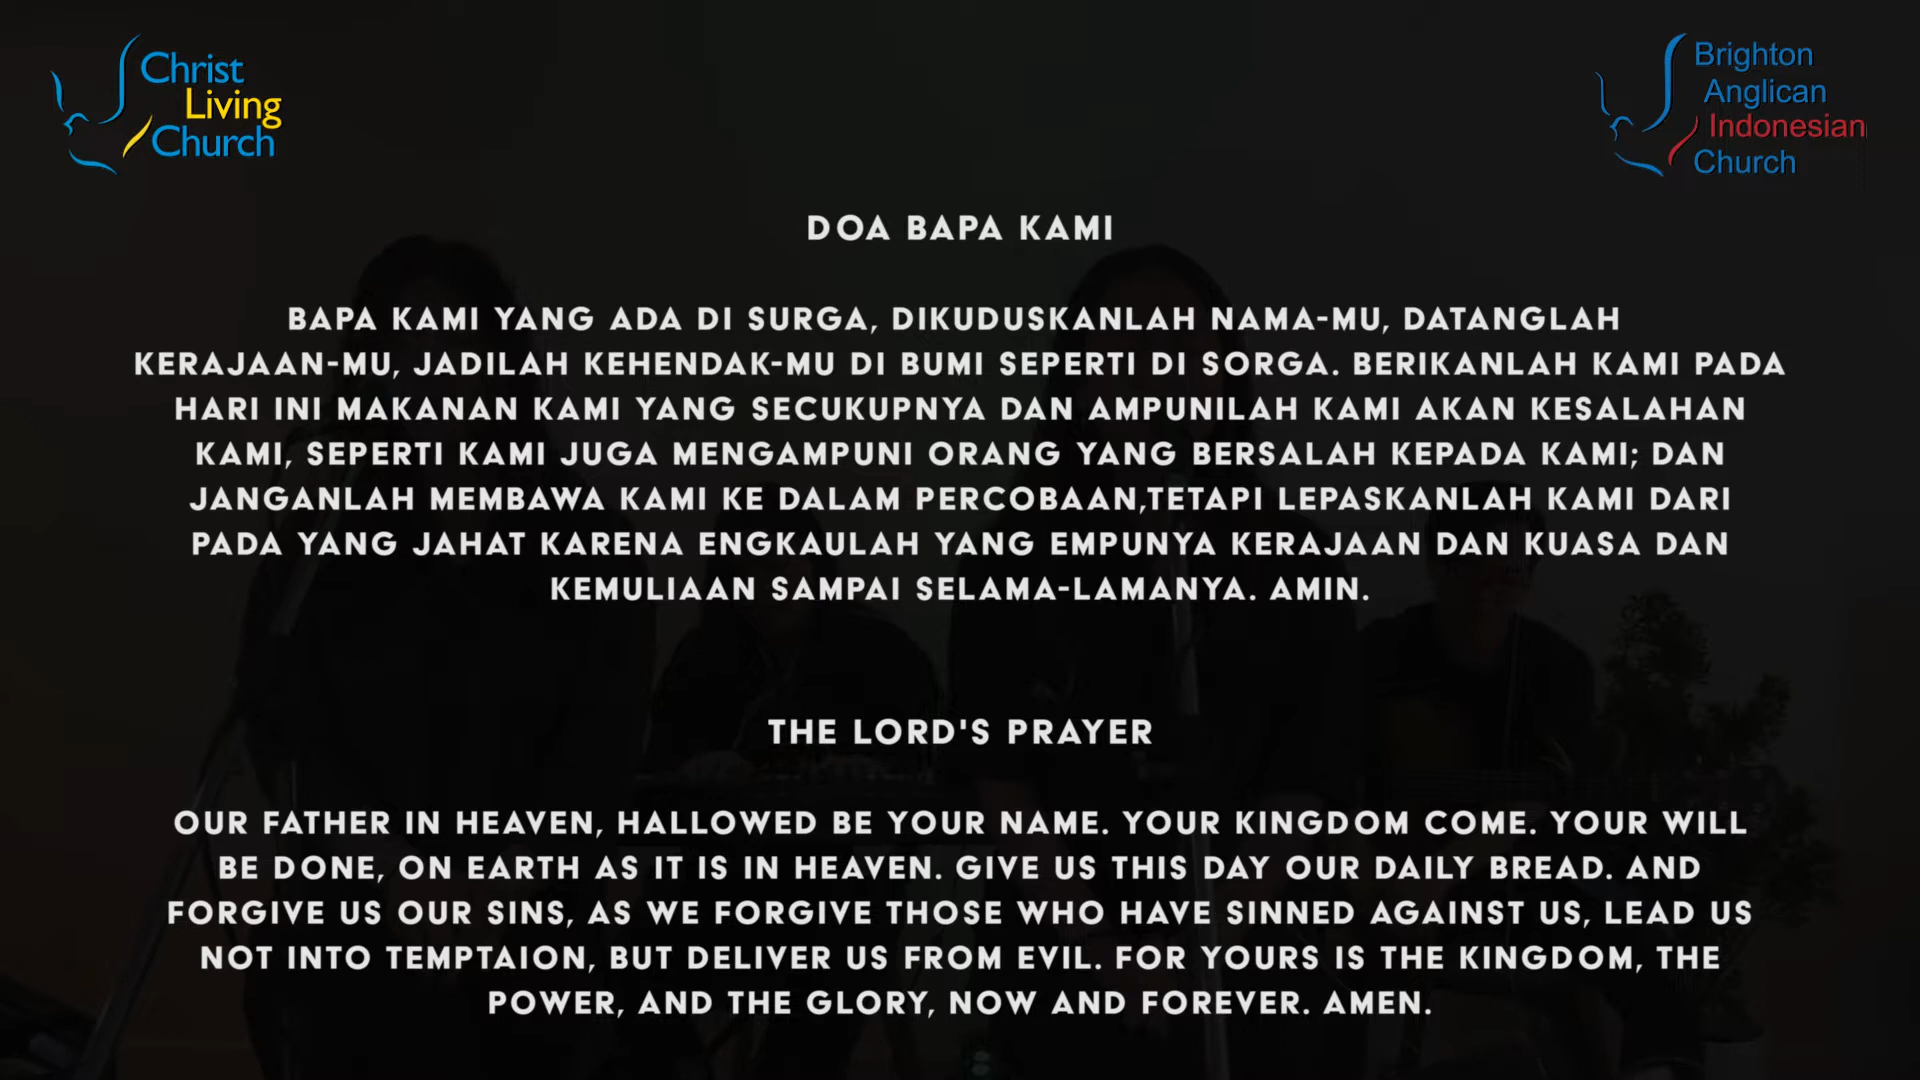 Christ
Living
Church
Brighton
Anglican
Indonesian
Church
DOA BAPA KAMI
BAPA KAMI YANG ADA DI SURGA, DIKUDUSKANLAH NAMA-MU, DATANGLAH
KERAJAAN-MU, JADILAH KEHENDAK-MU DI BUMI SEPERTI DI SORGA. BERIKANLAH KAMI PADA
HARI INI MAKANAN KAMI YANG SECUKUPNYA DAN AMPUNILAH KAMI AKAN KESALAHAN
KAMI, SEPERTI KAMI JUGA MENGAMPUNI ORANG YANG BERSALAH KEPADA KAMI; DAN
JANGANLAH MEMBAWA KAMI KE DALAM PERCOBAAN,TETAPI LEPASKANLAH KAMI DARI
PADA YANG JAHAT KARENA ENGKAULAH YANG EMPUNYA KERAJAAN DAN KUASA DAN
KEMULIAAN SAMPAI SELAMA-LAMANYA. AMIN.
THE LORD'S PRAYER
OUR FATHER IN HEAVEN, HALLOWED BE YOUR NAME. YOUR KINGDOM COME. YOUR WILL
BE DONE, ON EARTH AS IT IS IN HEAVEN. GIVE US THIS DAY OUR DAILY BREAD. AND
FORGIVE US OUR SINS, AS WE FORGIVE THOSE WHO HAVE SINNED AGAINST US, LEAD US
NOT INTO TEMPTAION, BUT DELIVER US FROM EVIL. FOR YOURS IS THE KINGDOM, THE
POWER, AND THE GLORY, NOW AND FOREVER. AMEN.